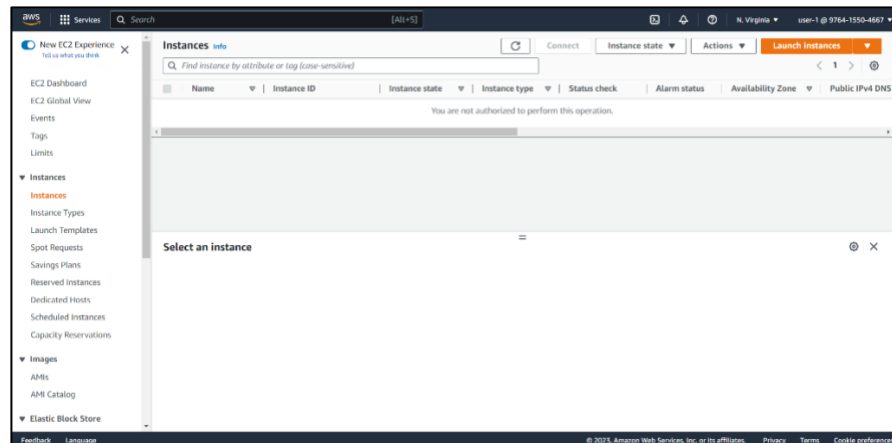 aws Services Search [Alt+S] N. Virginia user-1 @ 9764-1550-4667
New EC2 Experience
Tell us what you think
EC2 Dashboard
EC2 Global View
Events
Tags
Limits
Instances
Instances
Instance Types
Launch Templates
Spot Requests
Savings Plans
Reserved Instances
Dedicated Hosts
Scheduled Instances
Capacity Reservations
Images
AMIs
AMI Catalog
Elastic Block Store
Instances Info Connect Instance state Actions Launch instances
Find instance by attribute or tag (case-sensitive) 1
Name Instance ID Instance state Instance type Status check Alarm status Availability Zone Public IPv4 DNS
You are not authorized to perform this operation.
Select an instance
Feedback Language © 2023, Amazon Web Services, Inc. or its affiliates. Privacy Terms Cookie preferences